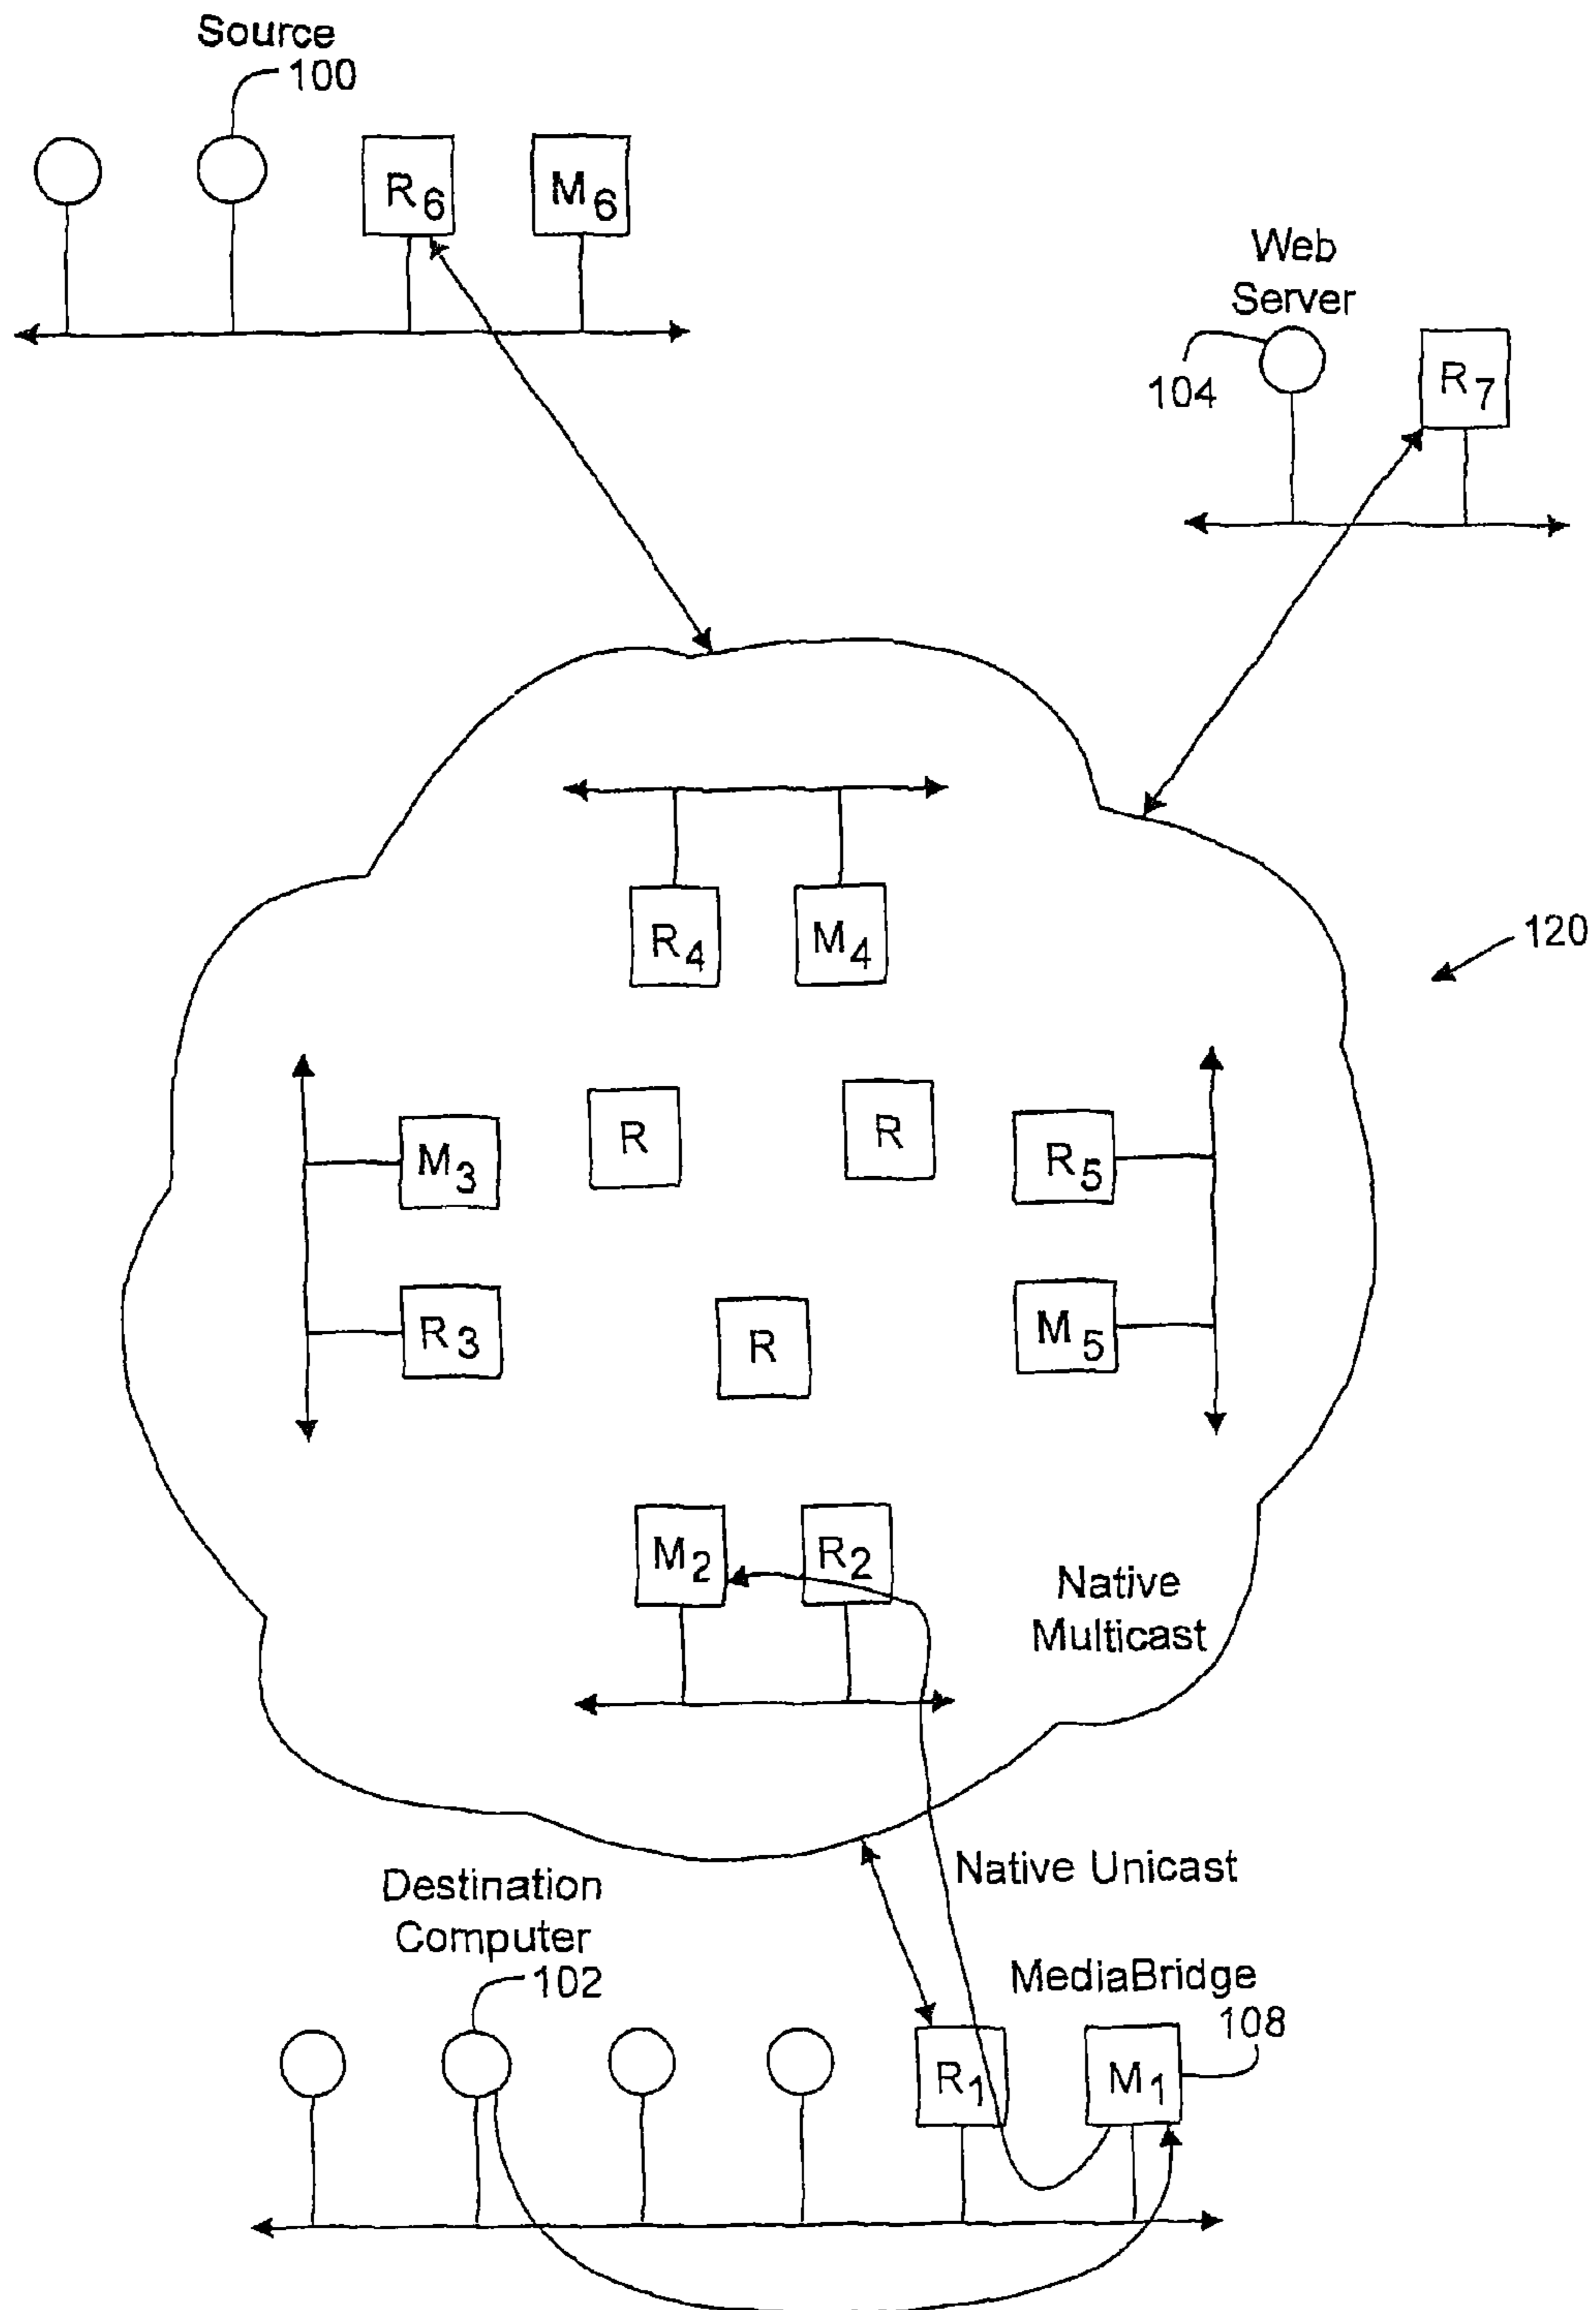 Source
100
R6
M6
Web
Server
104
R7
R4
M4
120
M3
R
R
R5
R3
R
M5
M2
R2
Native
Multicast
Native Unicast
Destination
Computer
102
MediaBridge
108
R1
M1